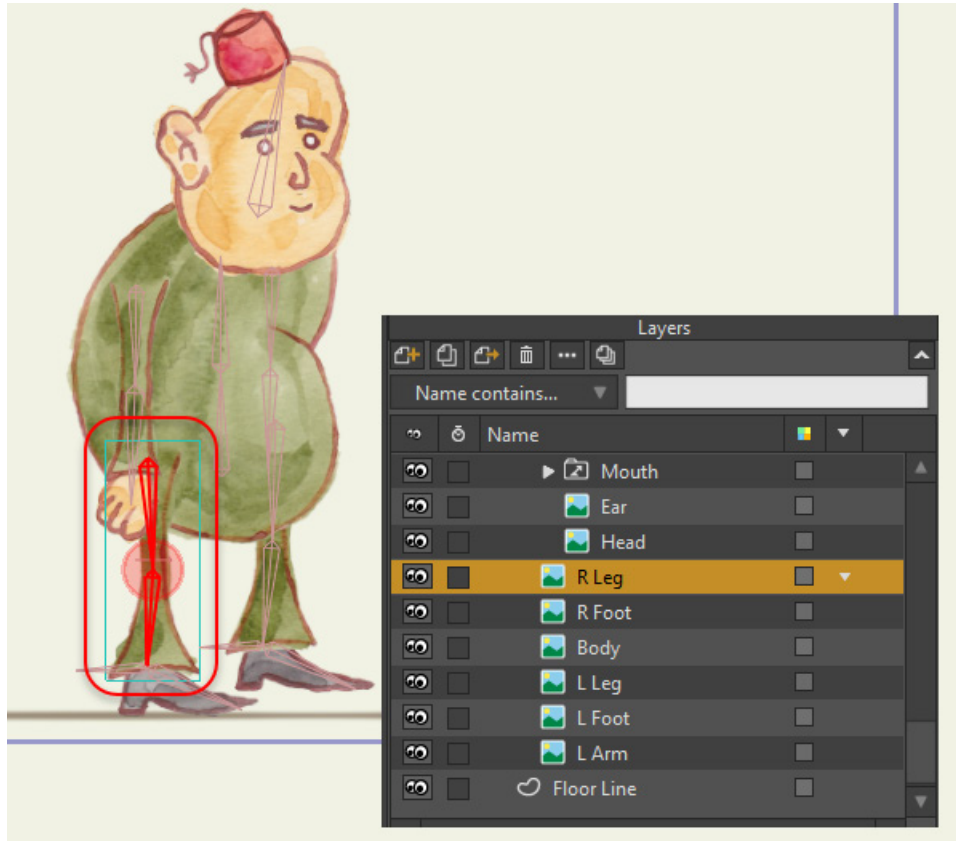 Layers
Name contains...
Name
Mouth
Ear
Head
R Leg
R Foot
Body
L Leg
L Foot
L Arm
Floor Line